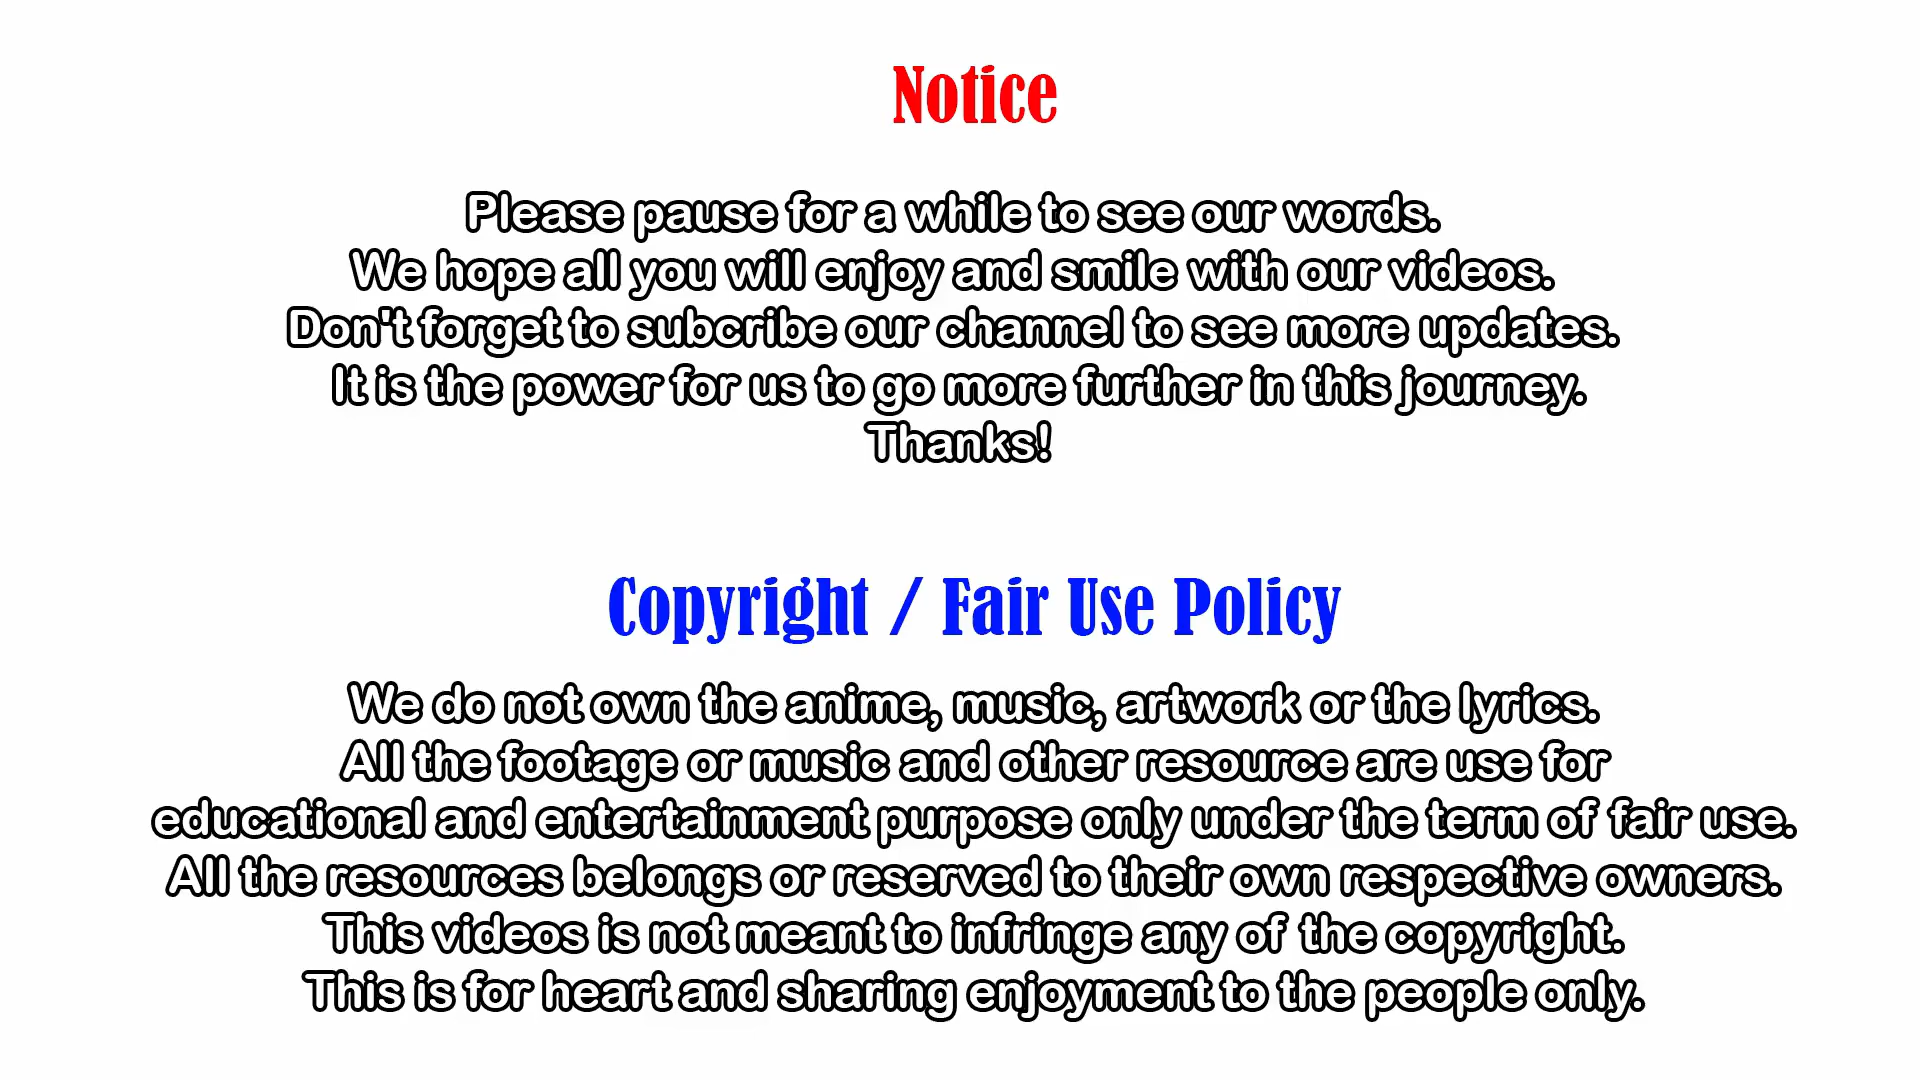 Notice
Please pause for a while to see our words.
We hope all you will enjoy and smile with our videos.
Don't forget to subcribe our channel to see more updates.
It is the power for us to go more further in this journey.
Thanks!
Copyright / Fair Use Policy
We do not own the anime, music, artwork or the lyrics.
All the footage or music and other resource are use for
educational and entertainment purpose only under the term of fair use.
All the resources belongs or reserved to their own respective owners.
This videos is not meant to infringe any of the copyright.
This is for heart and sharing enjoyment to the people only.